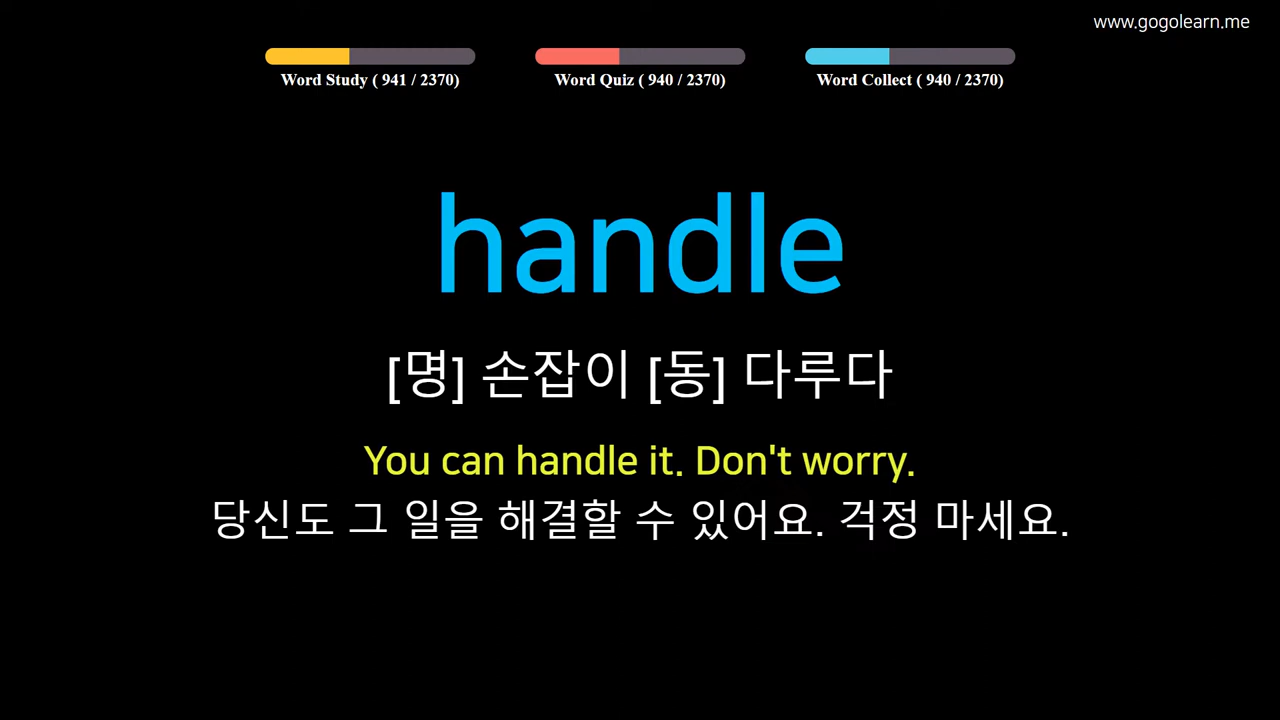 www.gogolearn.me
Word Study ( 941 / 2370)
Word Quiz ( 940 / 2370)
Word Collect ( 940 / 2370)
handle
[명] 손잡이 [동] 다루다
You can handle it. Don't worry.
당신도 그 일을 해결할 수 있어요. 걱정 마세요.